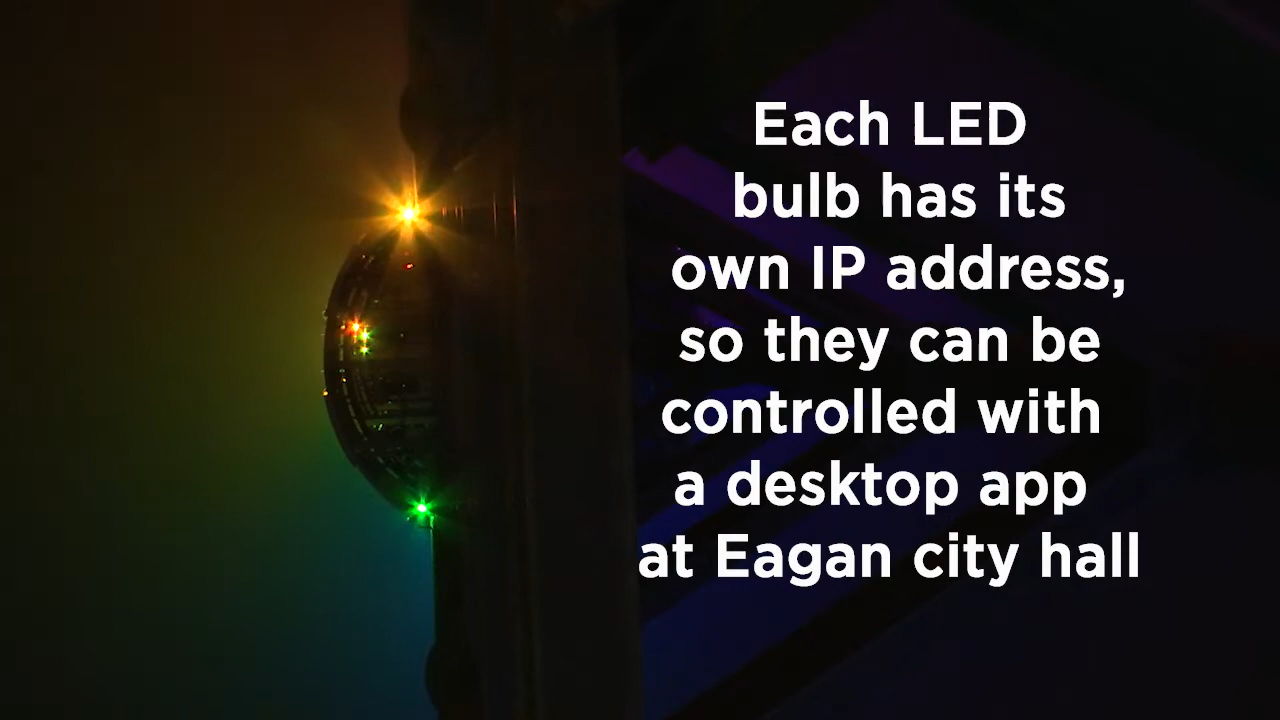 Each LED
bulb has its
own IP address,
so they can be
controlled with
a desktop app
at Eagan city hall